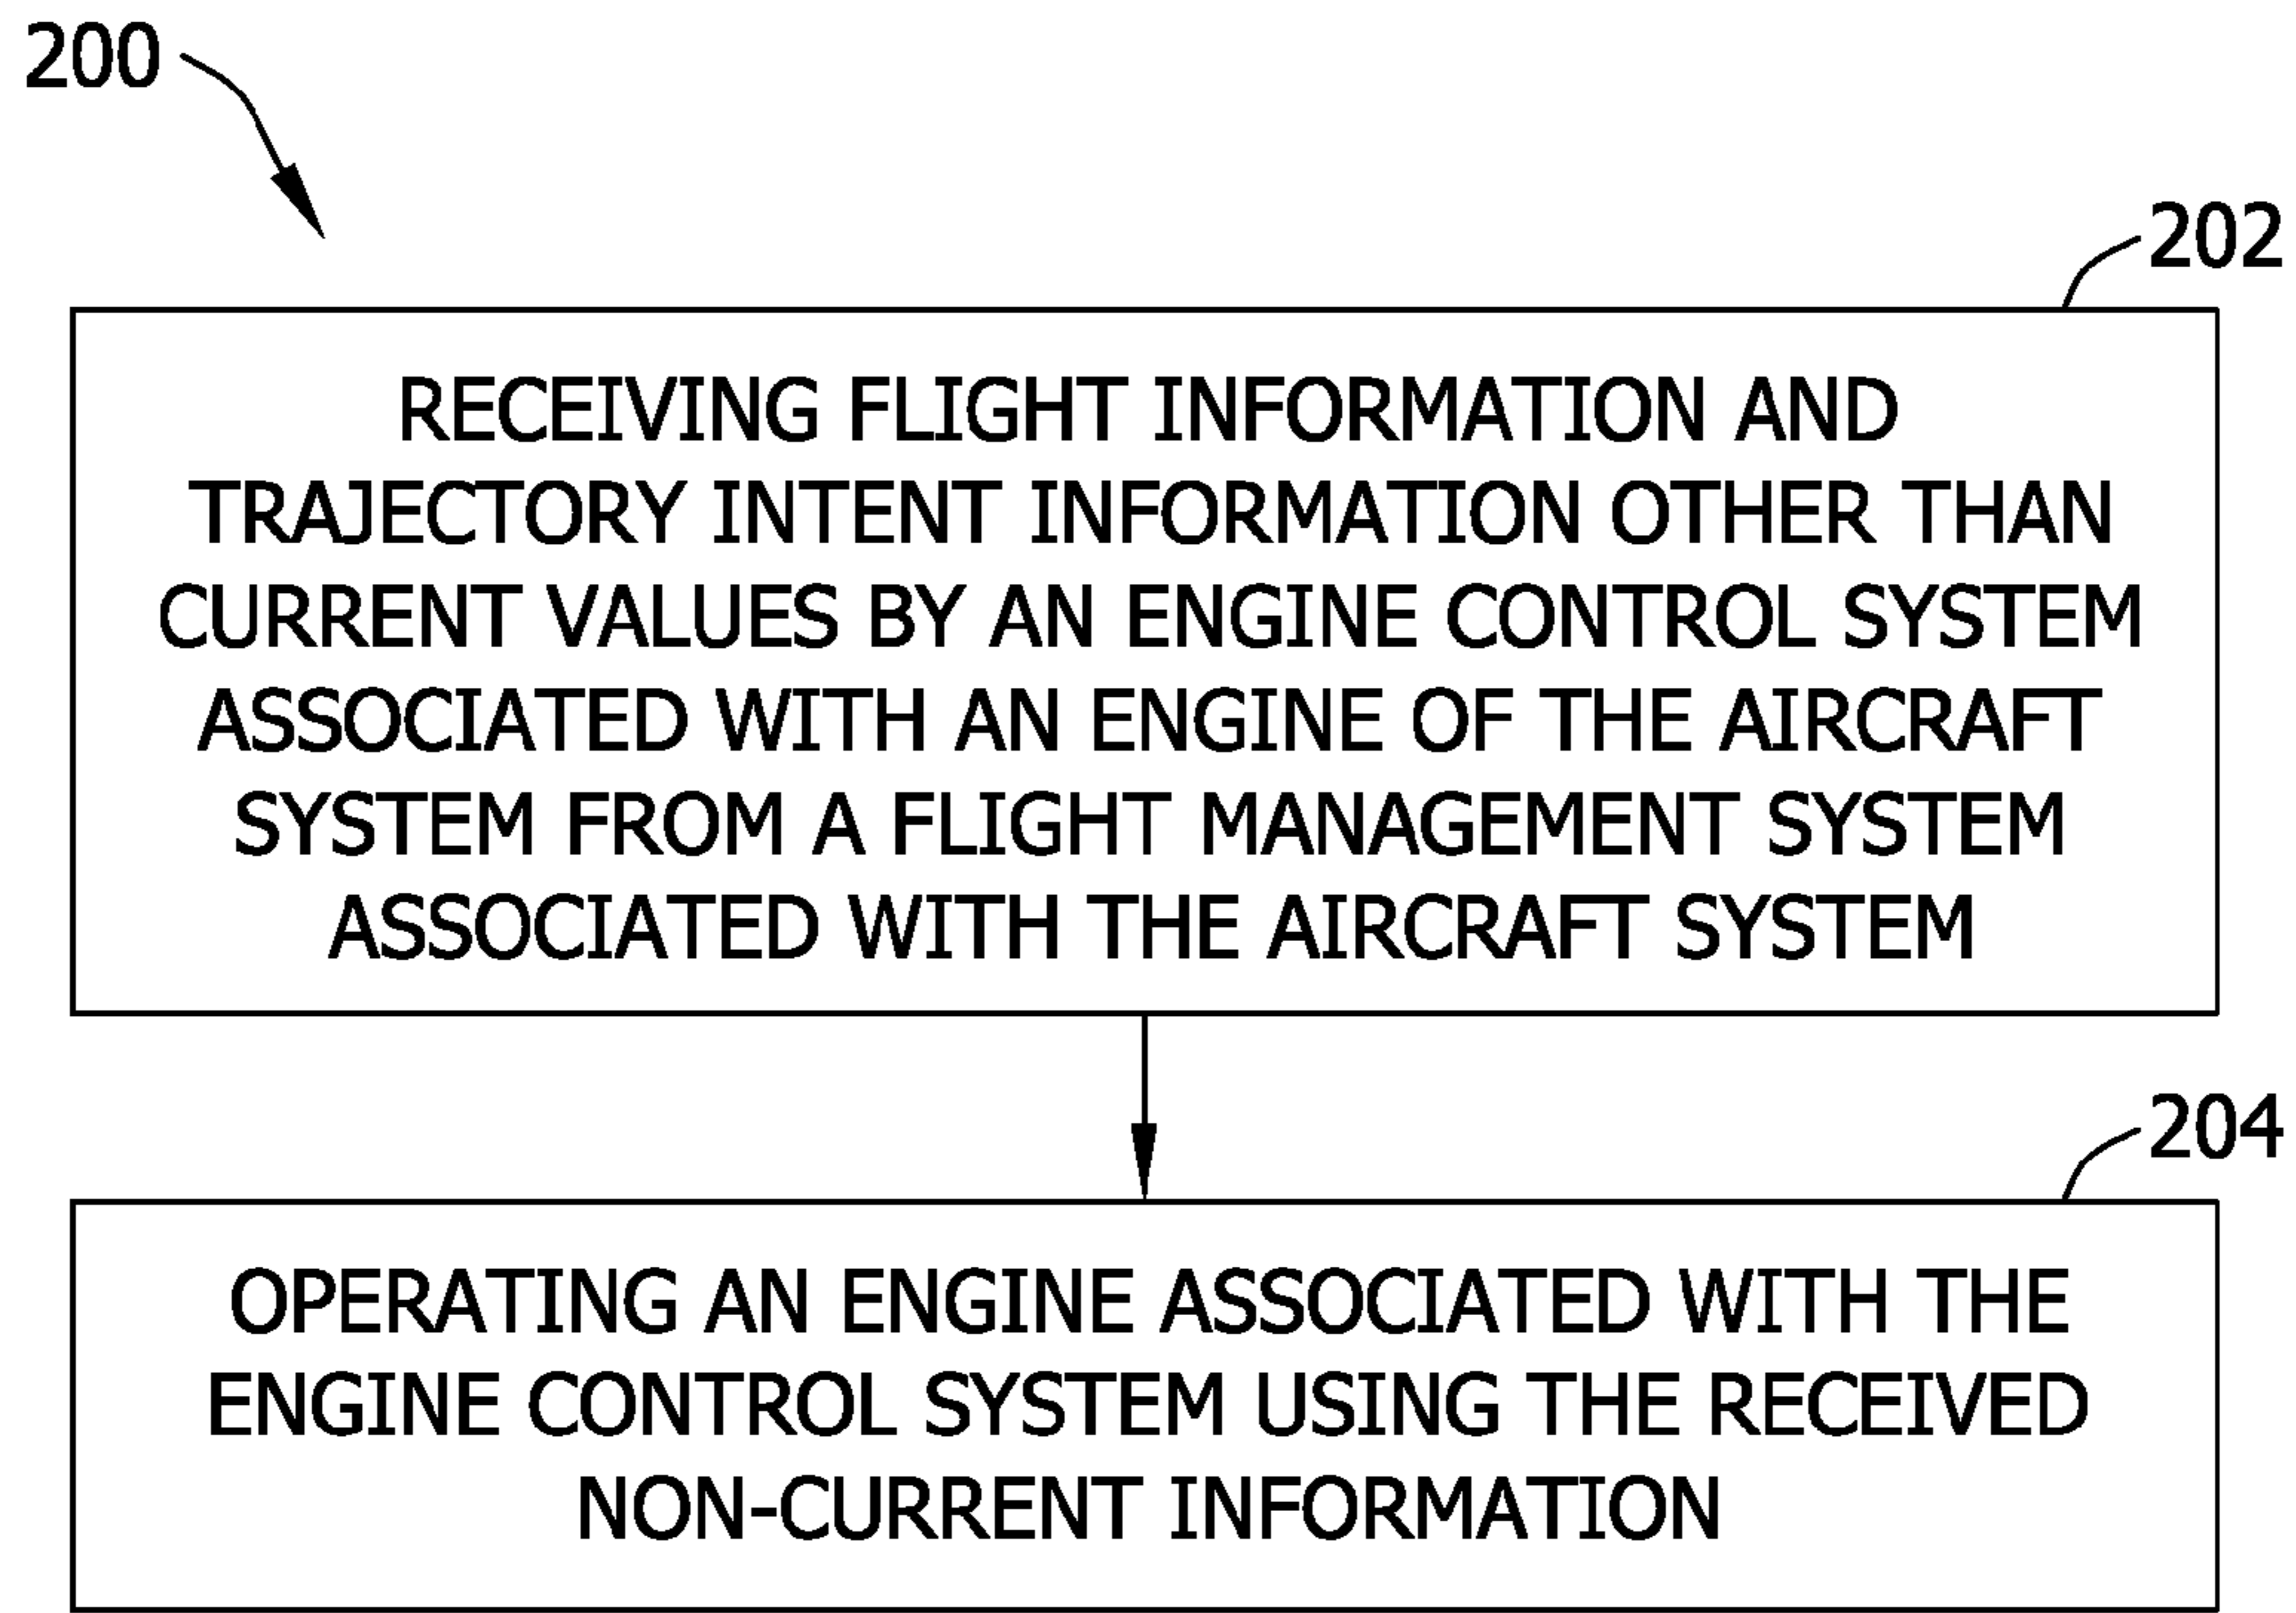 200
202
RECEIVING FLIGHT INFORMATION AND
TRAJECTORY INTENT INFORMATION OTHER THAN
CURRENT VALUES BY AN ENGINE CONTROL SYSTEM
ASSOCIATED WITH AN ENGINE OF THE AIRCRAFT
SYSTEM FROM A FLIGHT MANAGEMENT SYSTEM
ASSOCIATED WITH THE AIRCRAFT SYSTEM
204
OPERATING AN ENGINE ASSOCIATED WITH THE
ENGINE CONTROL SYSTEM USING THE RECEIVED
NON-CURRENT INFORMATION